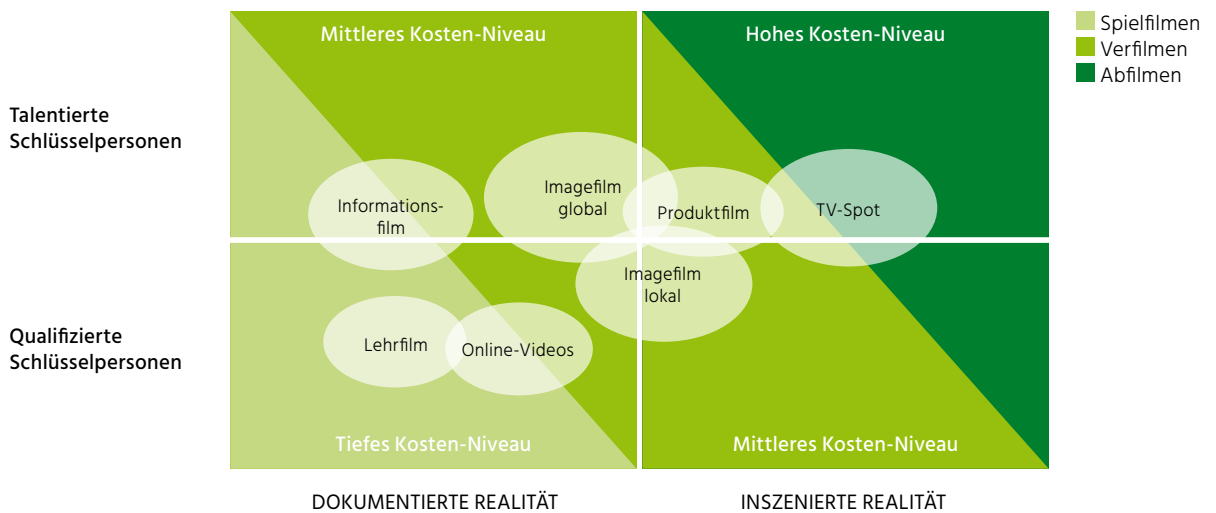 Mittleres Kosten-Niveau
Hohes Kosten-Niveau
Spielfilmen
Verfilmen
Abfilmen
Talentierte
Schlüsselpersonen
Informations-
film
Imagefilm
global
Produktfilm
TV-Spot
Imagefilm
lokal
Qualifizierte
Schlüsselpersonen
Lehrfilm
Online-Videos
Tiefes Kosten-Niveau
Mittleres Kosten-Niveau
DOKUMENTIERTE REALITÄT
INSZENIERTE REALITÄT